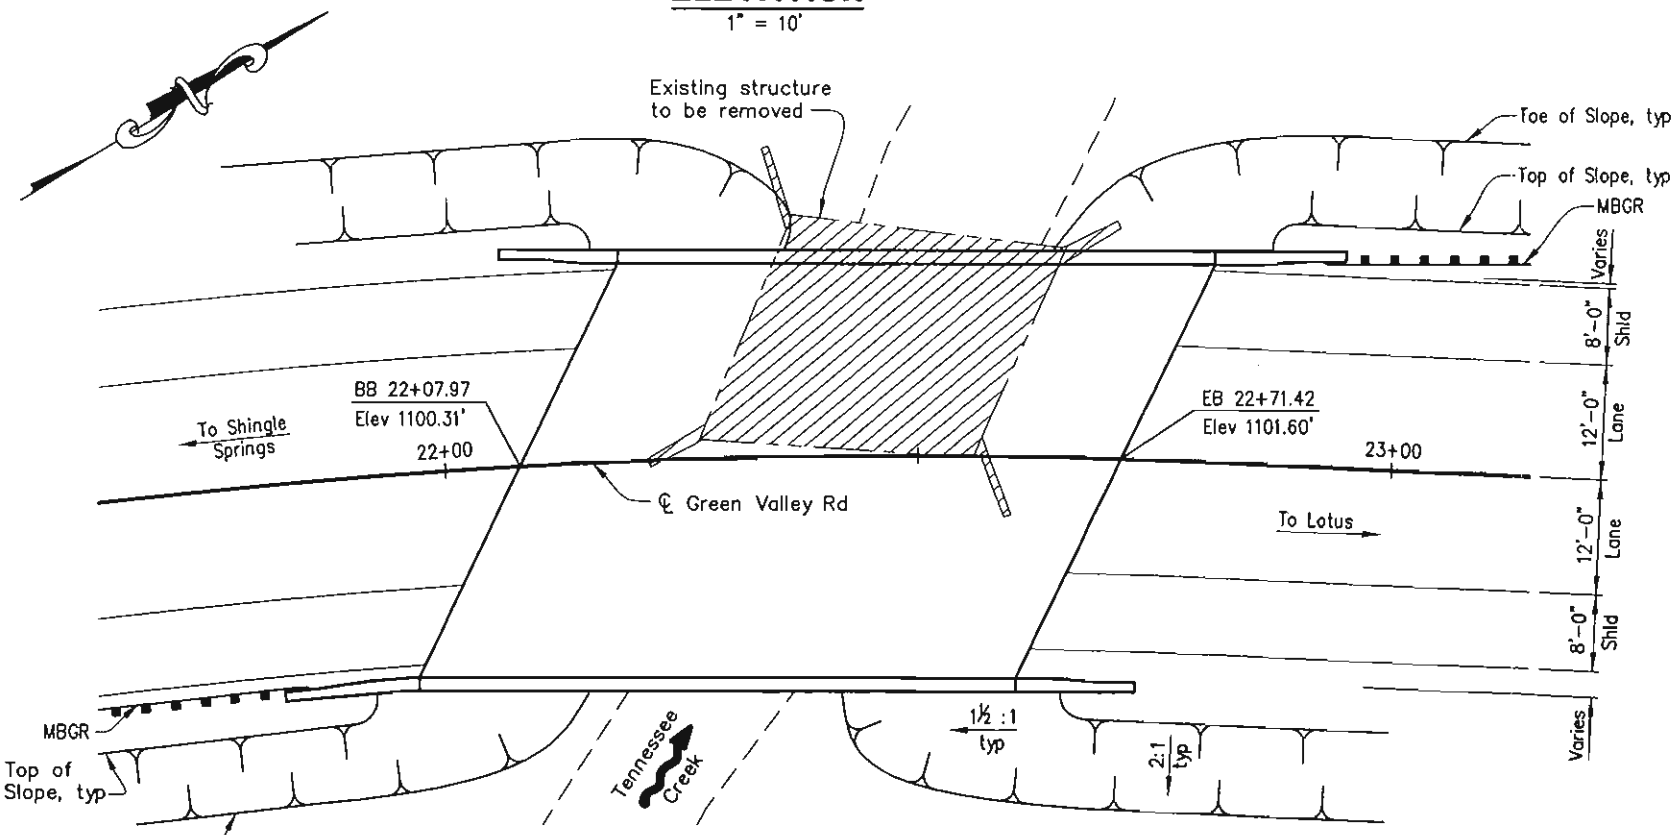 1" = 10'
Existing structure
to be removed
Toe of Slope, typ
Top of Slope, typ
MBGR
Varies
8'-0"
Shld
BB 22+07.97
Elev 1100.31'
EB 22+71.42
Elev 1101.60'
12'-0"
Lane
To Shingle
Springs
22+00
23+00
℄ Green Valley Rd
To Lotus
12'-0"
Lane
8'-0"
Shld
MBGR
Tennessee
Creek
1½ :1
typ
2:1
typ
Varies
Top of
Slope, typ